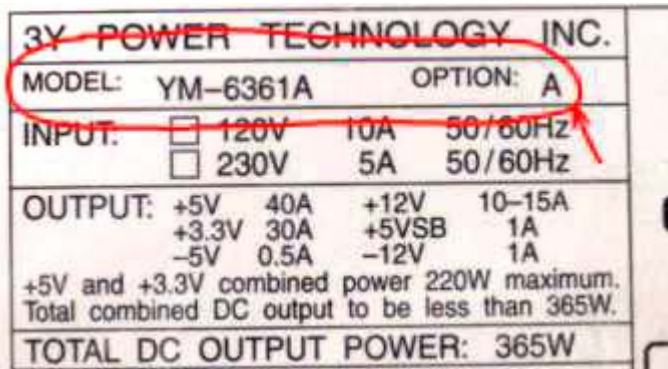 3Y POWER TECHNOLOGY INC.
MODEL: YM-6361A OPTION: A
INPUT: □ 120V 10A 50/60Hz
□ 230V 5A 50/60Hz
OUTPUT: +5V 40A +12V 10-15A
+3.3V 30A +5VSB 1A
-5V 0.5A -12V 1A
+5V and +3.3V combined power 220W maximum.
Total combined DC output to be less than 365W.
TOTAL DC OUTPUT POWER: 365W